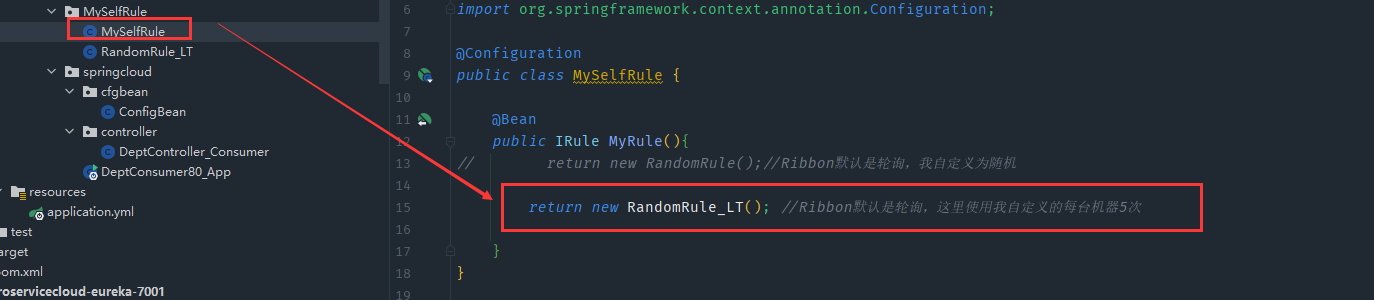 MySelfRule
MySelfRule
RandomRule_LT
springcloud
cfgbean
ConfigBean
controller
DeptController_Consumer
DeptConsumer80_App
resources
application.yml
test
arget
om.xml
roservicecloud-eureka-7001
6 import org.springframework.context.annotation.Configuration;
7
8 @Configuration
9 public class MySelfRule {
10
11 @Bean
12 public IRule MyRule(){
13 // return new RandomRule();//Ribbon默认是轮询，我自定义为随机
14
15 return new RandomRule_LT(); //Ribbon默认是轮询，这里使用我自定义的每台机器5次
16
17 }
18 }
19